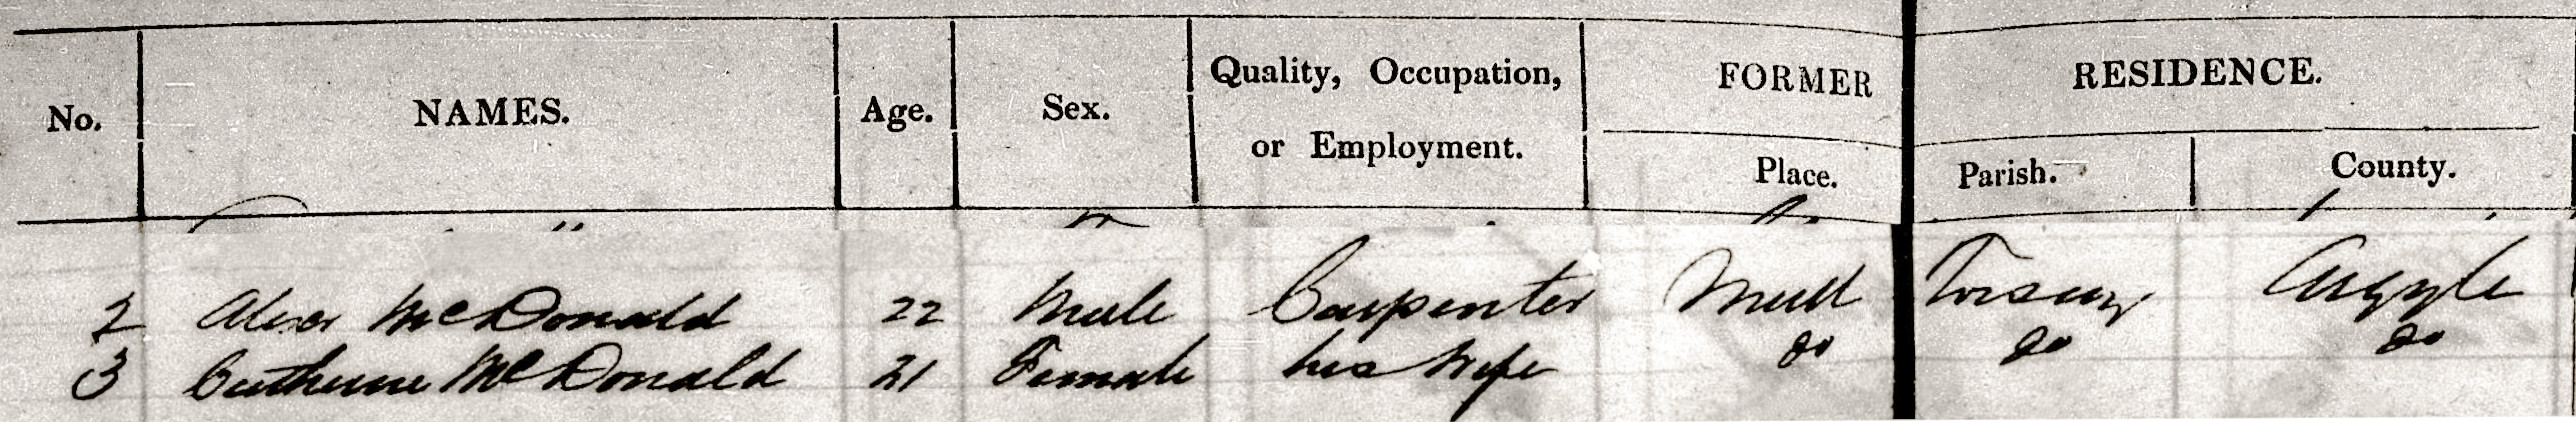 No. NAMES. Age. Sex. Quality, Occupation, or Employment. FORMER RESIDENCE.
Place. Parish. County.
2 Alexr McDonald 22 Male Carpenter Mull Torsay Argyle
3 Catherine McDonald 21 Female his Wife do do do